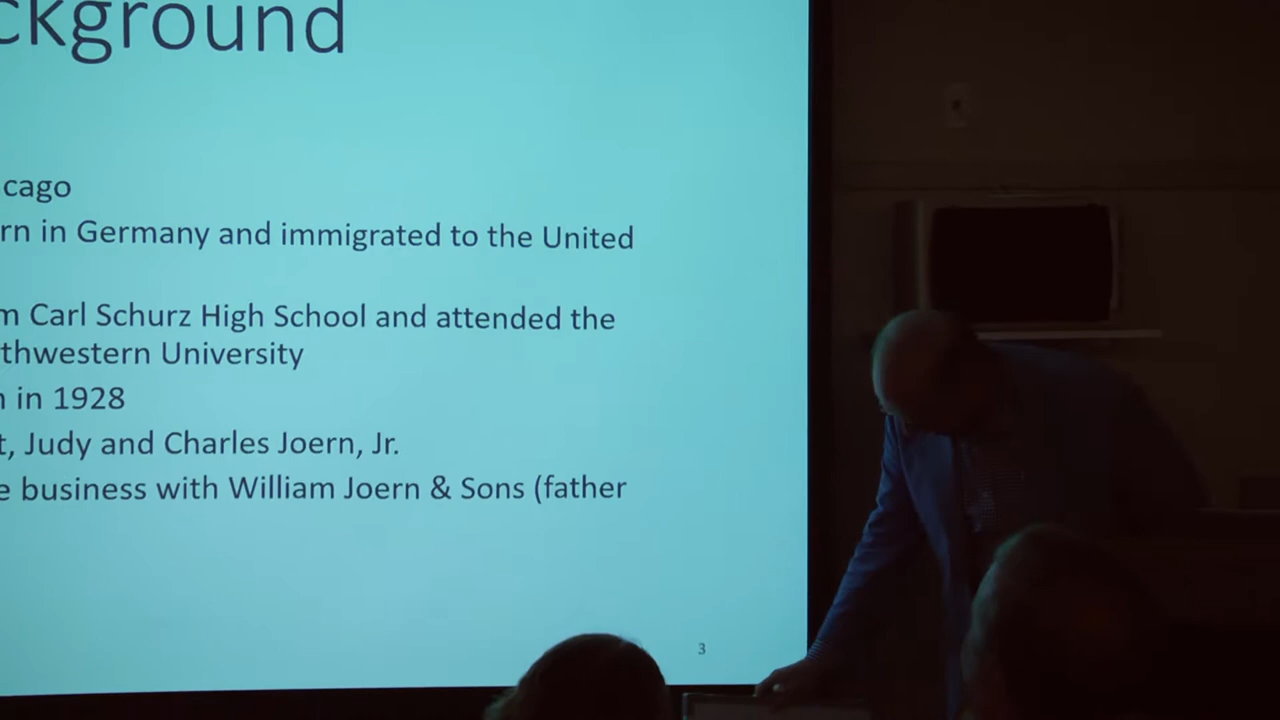 ckground
cago
rn in Germany and immigrated to the United
m Carl Schurz High School and attended the
thwestern University
n in 1928
t, Judy and Charles Joern, Jr.
e business with William Joern & Sons (father
3